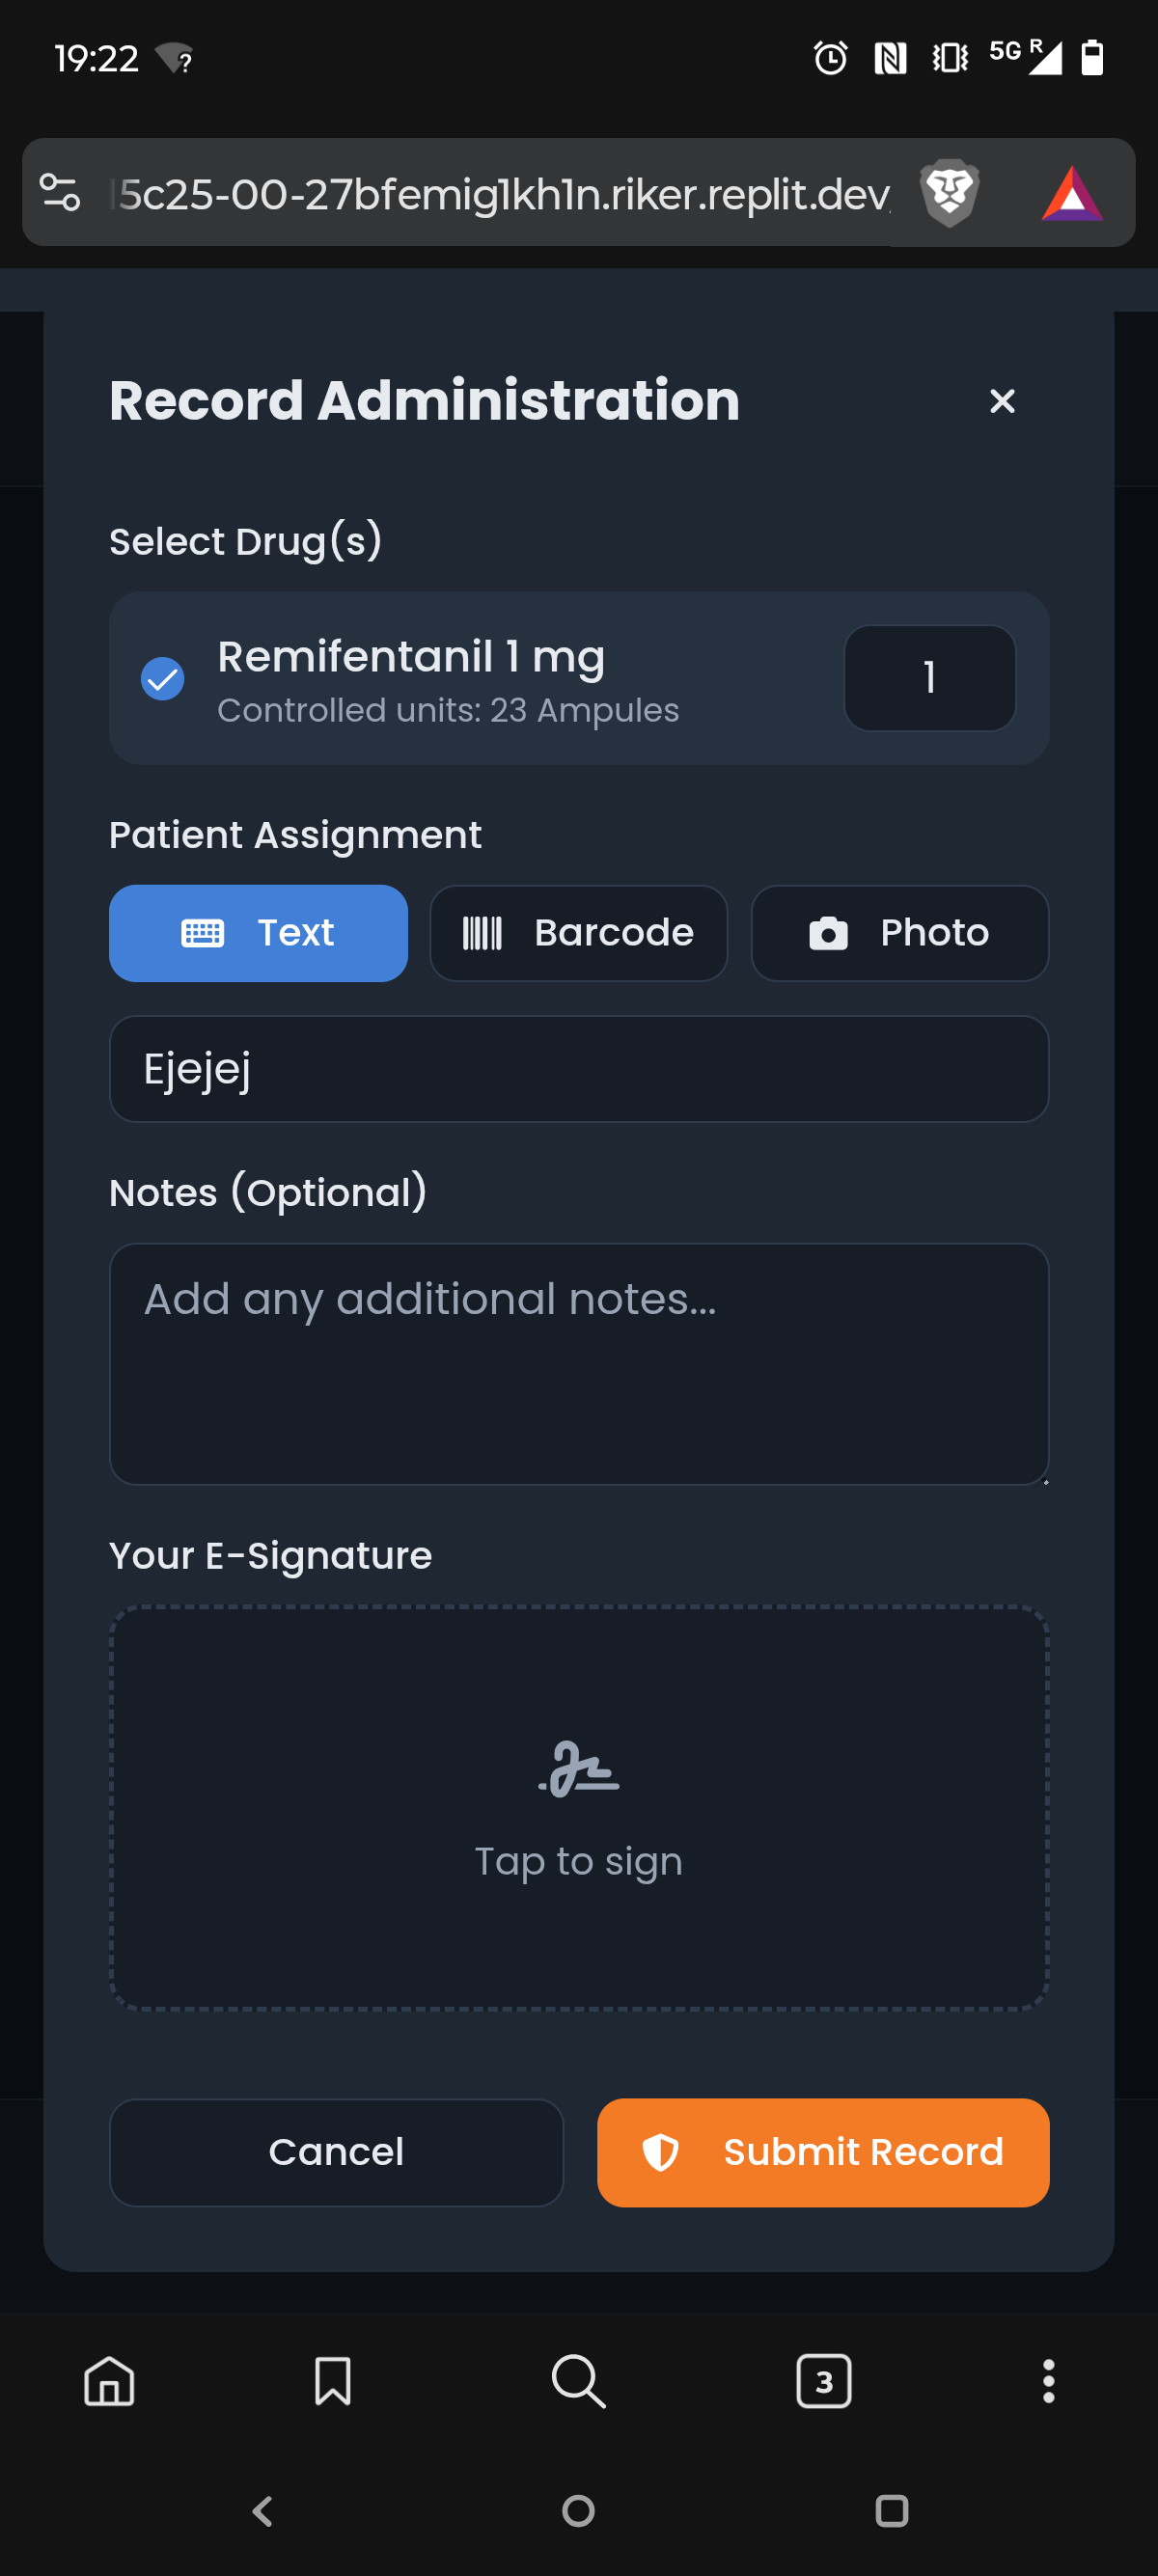 19:22
5G R
5c25-00-27bfemig1kh1n.riker.replit.dev
Record Administration
Select Drug(s)
Remifentanil 1 mg
1
Controlled units: 23 Ampules
Patient Assignment
Text
Barcode
Photo
Ejejej
Notes (Optional)
Add any additional notes...
Your E-Signature
Tap to sign
Cancel
Submit Record
3